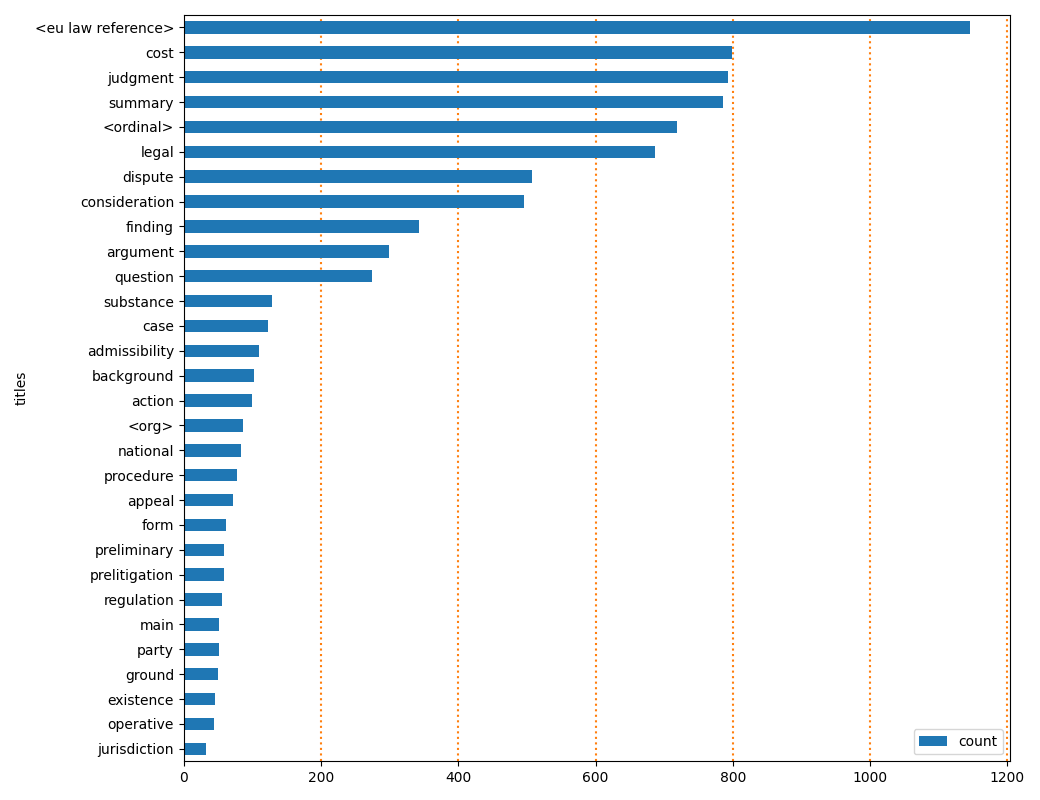 <eu law reference>
cost
judgment
summary
<ordinal>
legal
dispute
consideration
finding
argument
question
substance
case
admissibility
background
action
<org>
national
procedure
appeal
form
preliminary
prelitigation
regulation
main
party
ground
existence
operative
jurisdiction
titles
count
0 200 400 600 800 1000 1200